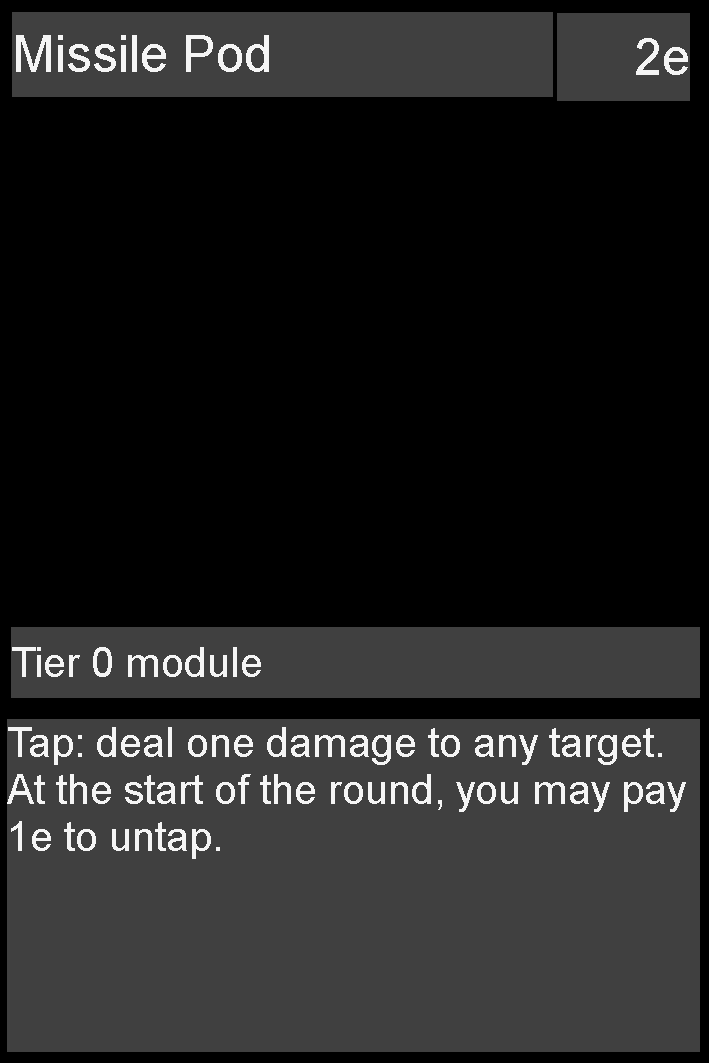 Missile Pod
2e
Tier 0 module
Tap: deal one damage to any target.
At the start of the round, you may pay
1e to untap.